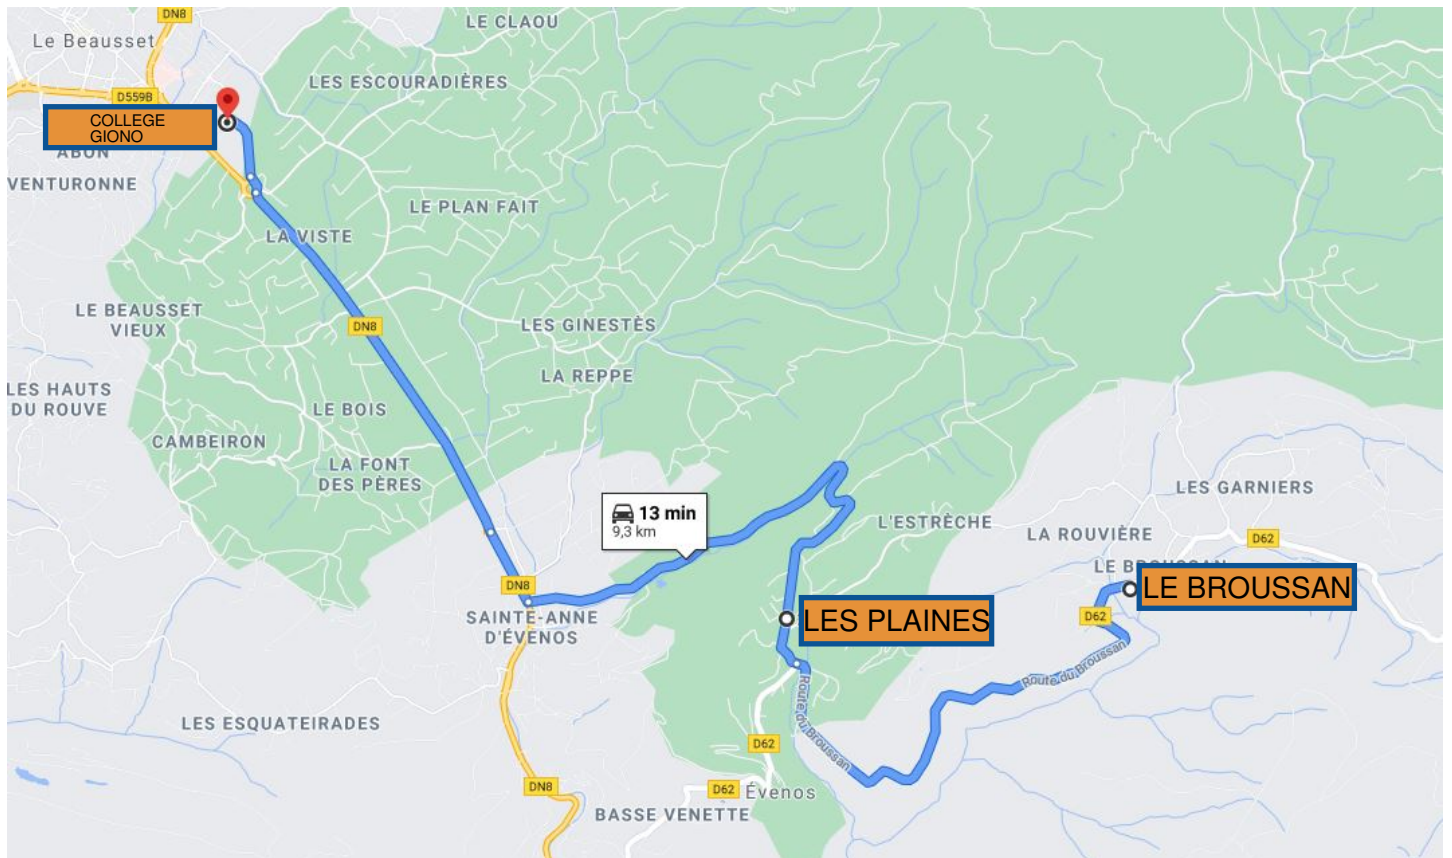 DN8
LE CLAOU
Le Beausset
LES ESCOURADIÈRES
D559B
COLLEGE
GIONO
ABON
VENTURONNE
LE PLAN FAIT
LA VISTE
LE BEAUSSET
VIEUX
DN8
LES GINESTÈS
LA REPPE
LES HAUTS
DU ROUVE
LE BOIS
CAMBEIRON
LA FONT
DES PÈRES
13 min
9,3 km
LES GARNIERS
L'ESTRÈCHE
LA ROUVIÈRE
D62
LE BROUSSAN
LE BROUSSAN
DN8
SAINTE-ANNE
D'ÉVENOS
LES PLAINES
D62
Route du Broussan
Route du Broussan
LES ESQUATEIRADES
D62
DN8
D62
Évenos
BASSE VENETTE